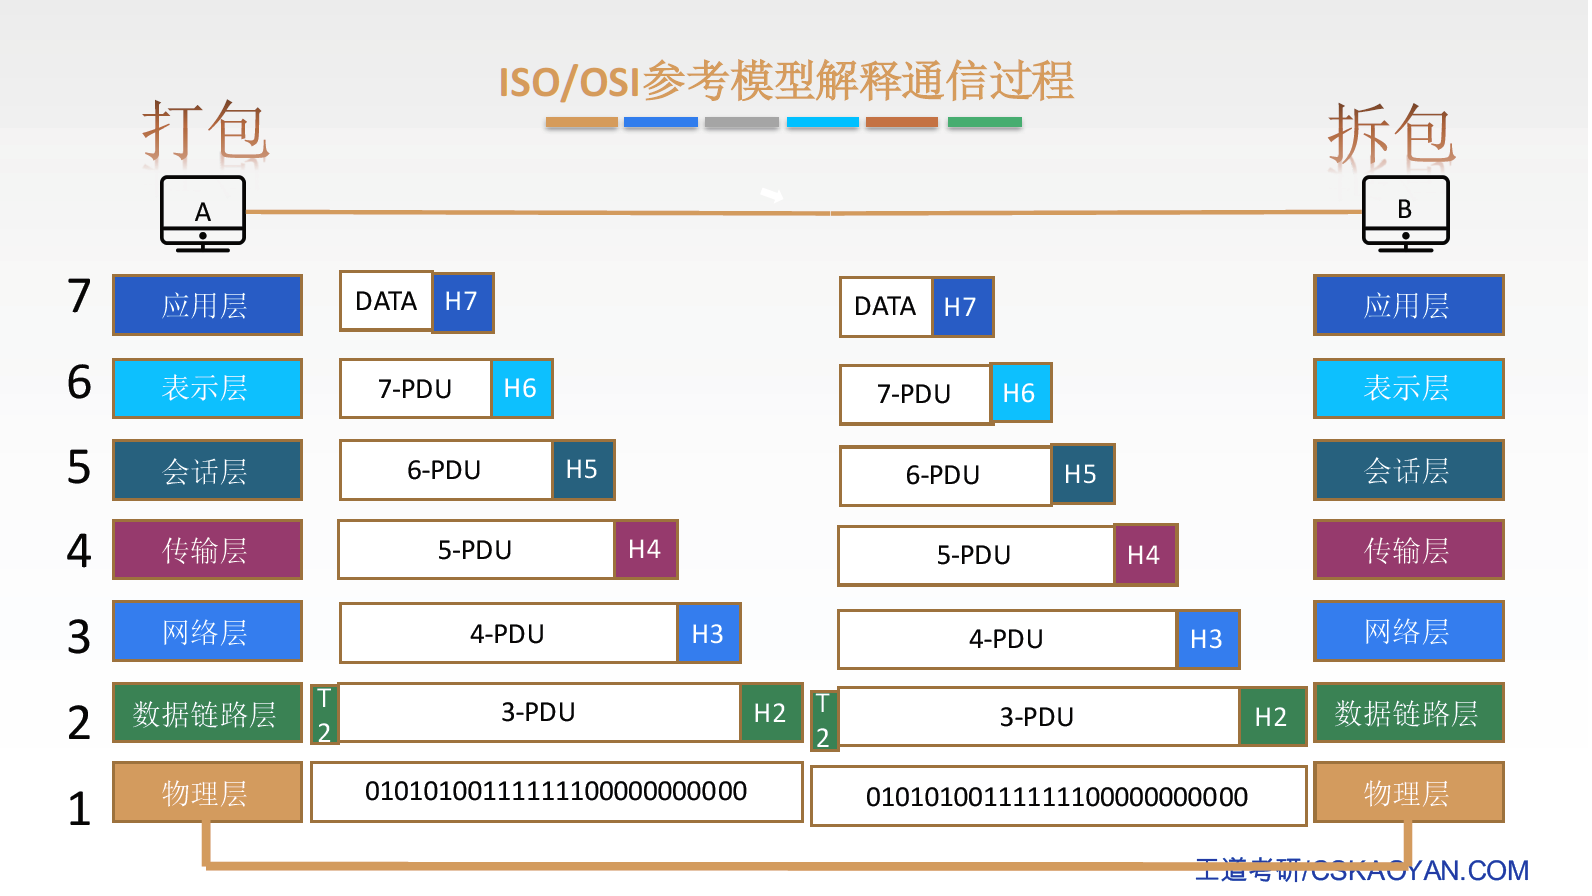 ISO/OSI参考模型解释通信过程
打包
拆包
A
B
7 应用层 DATA H7 DATA H7 应用层
6 表示层 7-PDU H6 7-PDU H6 表示层
5 会话层 6-PDU H5 6-PDU H5 会话层
4 传输层 5-PDU H4 5-PDU H4 传输层
3 网络层 4-PDU H3 4-PDU H3 网络层
2 数据链路层 T2 3-PDU H2 T2 3-PDU H2 数据链路层
1 物理层 0101010011111110000000000 0101010011111110000000000 物理层
王道考研/CSKAOYAN.COM